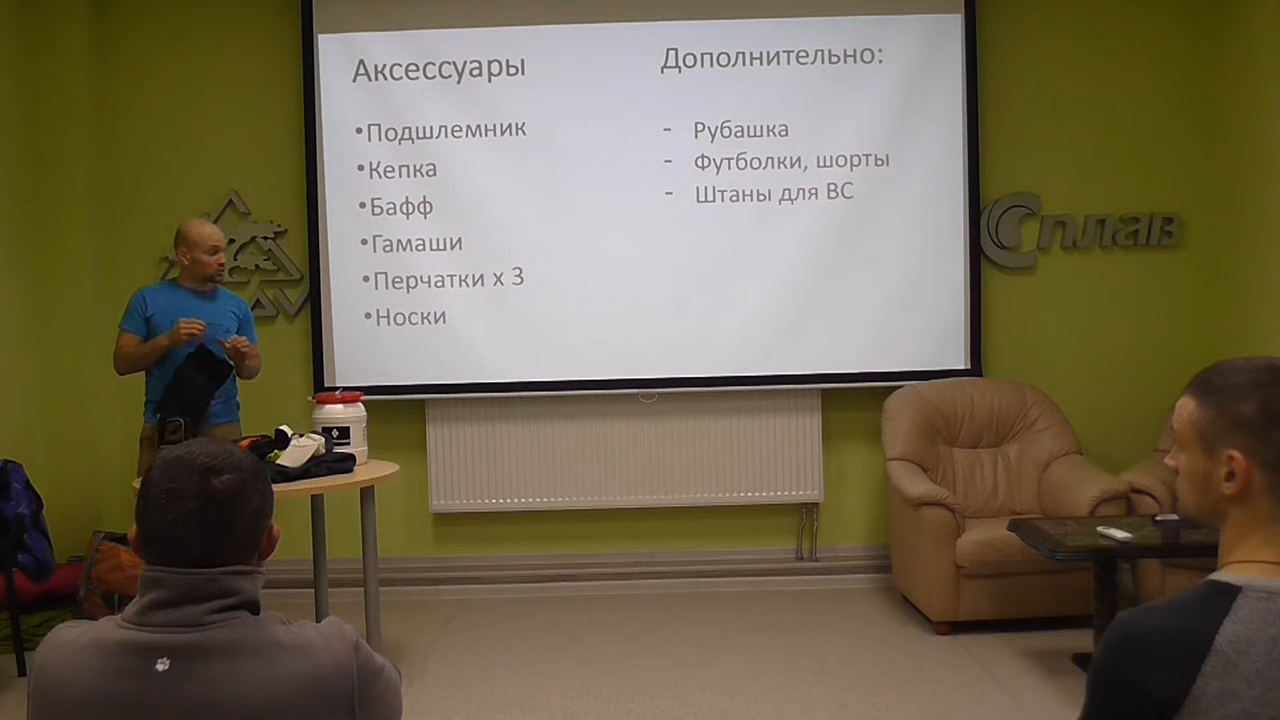 Аксессуары
•Подшлемник
•Кепка
•Бафф
•Гамаши
•Перчатки х 3
•Носки
Дополнительно:
- Рубашка
- Футболки, шорты
- Штаны для ВС
Сплав